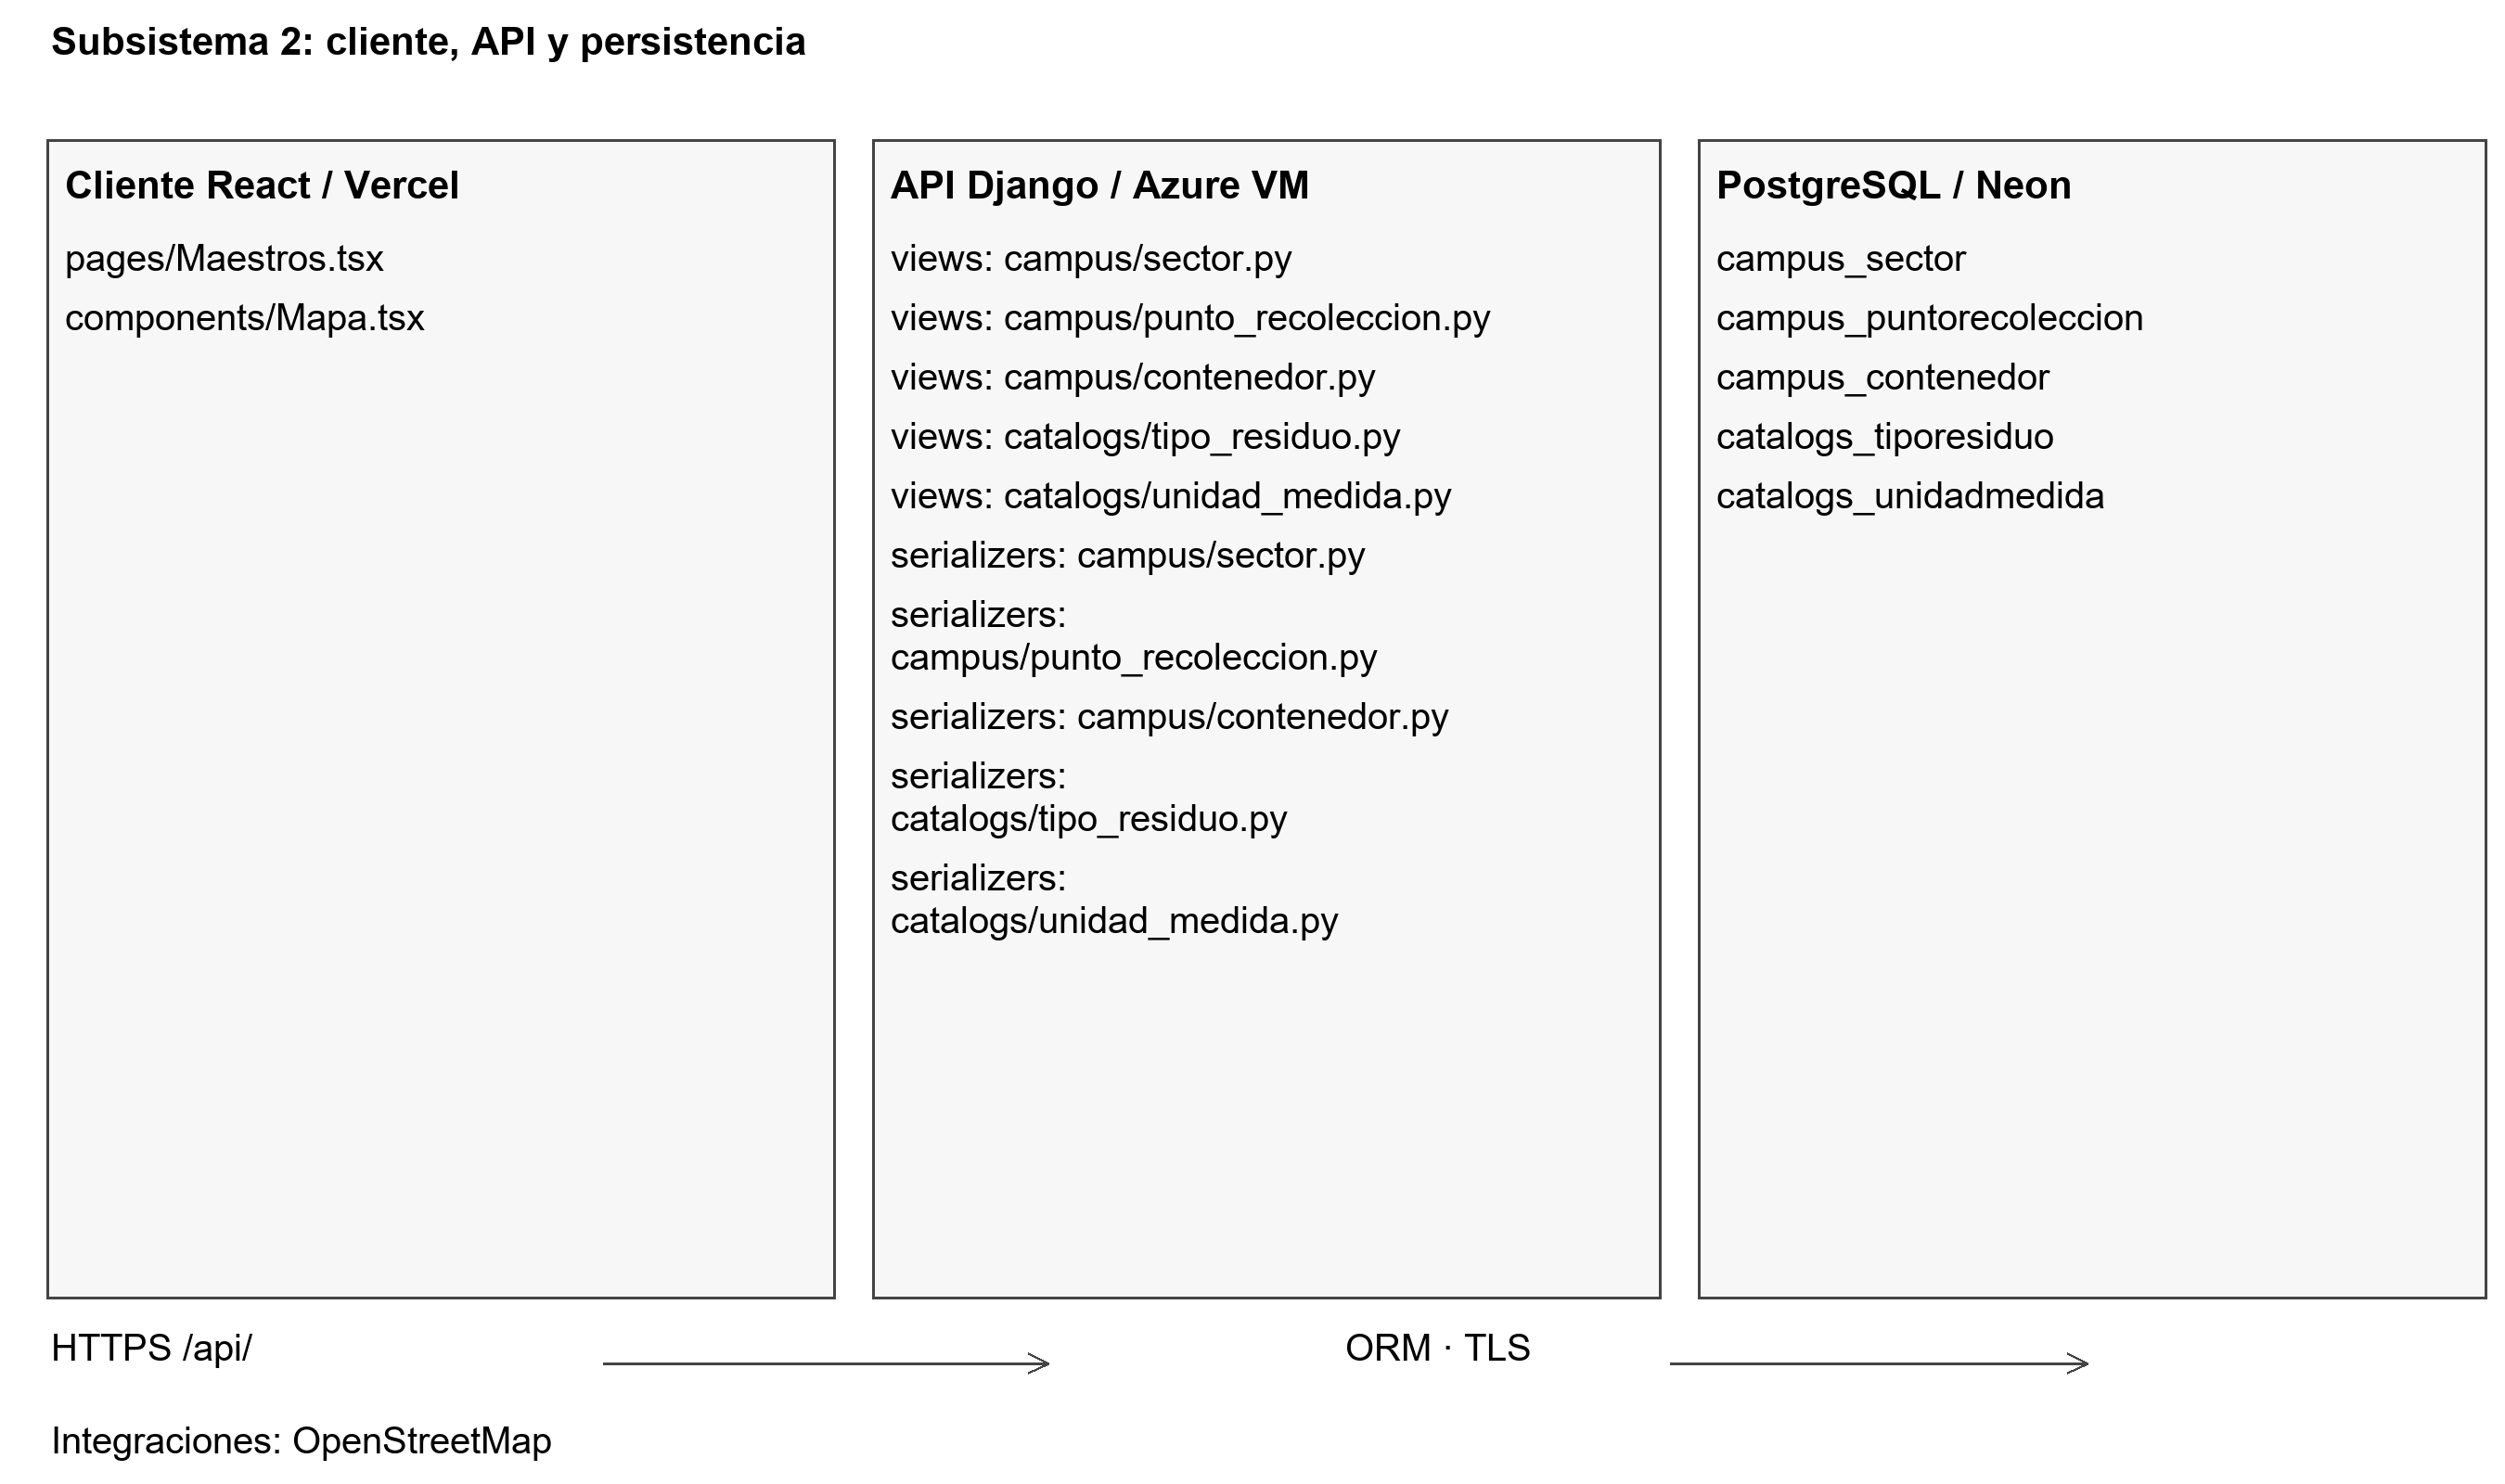 Subsistema 2: cliente, API y persistencia
Cliente React / Vercel
pages/Maestros.tsx
components/Mapa.tsx
API Django / Azure VM
views: campus/sector.py
views: campus/punto_recoleccion.py
views: campus/contenedor.py
views: catalogs/tipo_residuo.py
views: catalogs/unidad_medida.py
serializers: campus/sector.py
serializers:
campus/punto_recoleccion.py
serializers: campus/contenedor.py
serializers:
catalogs/tipo_residuo.py
serializers:
catalogs/unidad_medida.py
PostgreSQL / Neon
campus_sector
campus_puntorecoleccion
campus_contenedor
catalogs_tiporesiduo
catalogs_unidadmedida
HTTPS /api/
ORM · TLS
Integraciones: OpenStreetMap